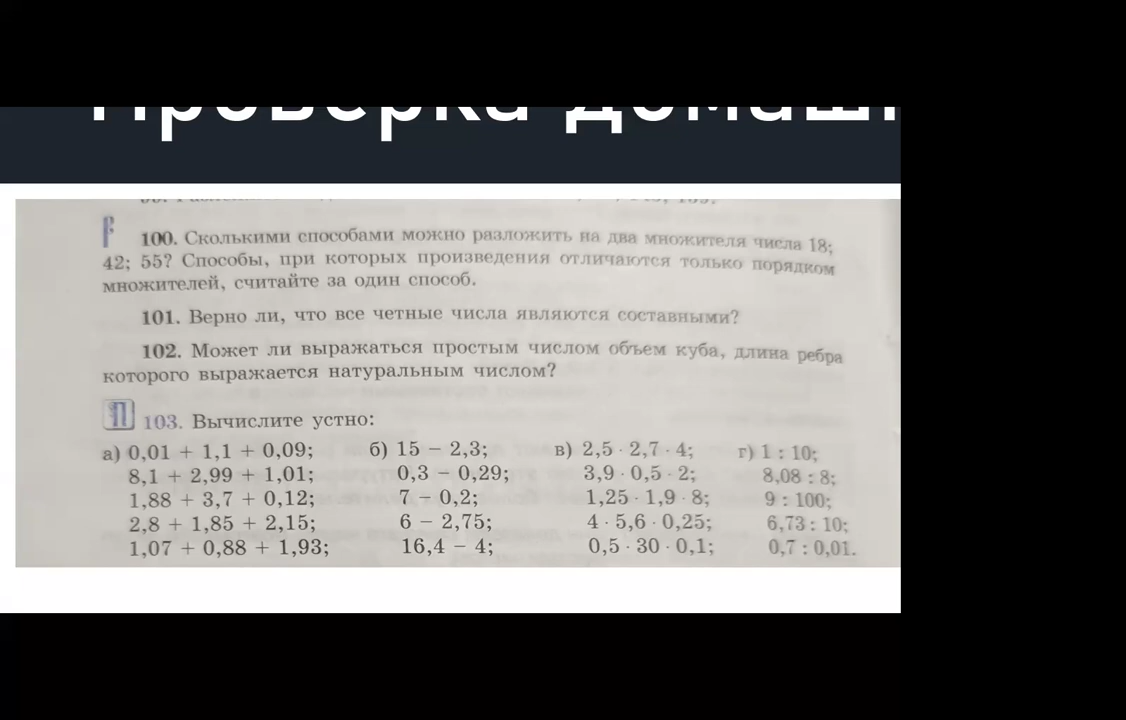 Проверка домаш
100. Сколькими способами можно разложить на два множителя числа 18;
42; 55? Способы, при которых произведения отличаются только порядком
множителей, считайте за один способ.
101. Верно ли, что все четные числа являются составными?
102. Может ли выражаться простым числом объем куба, длина ребра
которого выражается натуральным числом?
П 103. Вычислите устно:
а) 0,01 + 1,1 + 0,09; б) 15 − 2,3; в) 2,5 · 2,7 · 4; г) 1 : 10;
8,1 + 2,99 + 1,01; 0,3 − 0,29; 3,9 · 0,5 · 2; 8,08 : 8;
1,88 + 3,7 + 0,12; 7 − 0,2; 1,25 · 1,9 · 8; 9 : 100;
2,8 + 1,85 + 2,15; 6 − 2,75; 4 · 5,6 · 0,25; 6,73 : 10;
1,07 + 0,88 + 1,93; 16,4 − 4; 0,5 · 30 · 0,1; 0,7 : 0,01.